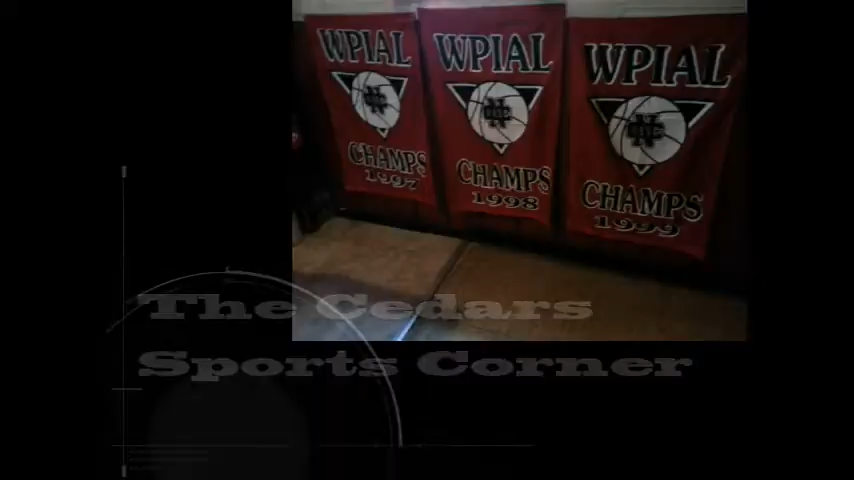 WPIAL
N
CHAMPS
1997
WPIAL
N
CHAMPS
1998
WPIAL
N
CHAMPS
1999
The Cedars
Sports Corner